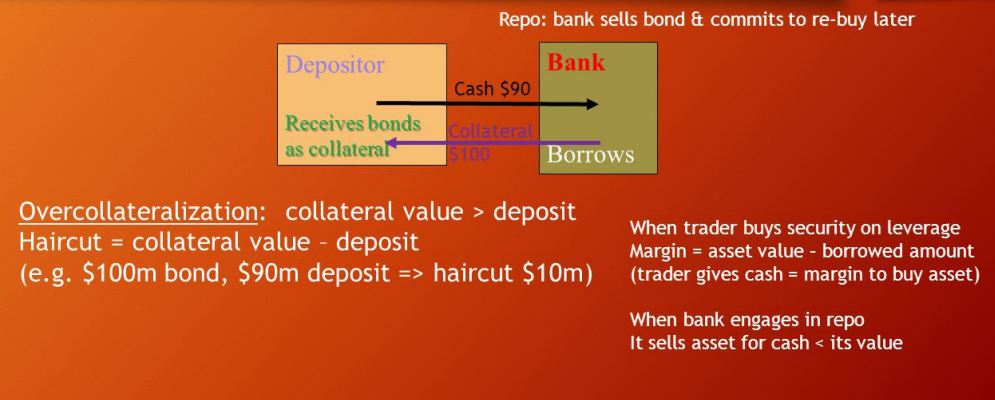 Repo: bank sells bond & commits to re-buy later
Depositor
Bank
Cash $90
Receives bonds
as collateral
Collateral
$100
Borrows
Overcollateralization: collateral value > deposit
Haircut = collateral value – deposit
(e.g. $100m bond, $90m deposit => haircut $10m)
When trader buys security on leverage
Margin = asset value – borrowed amount
(trader gives cash = margin to buy asset)
When bank engages in repo
It sells asset for cash < its value